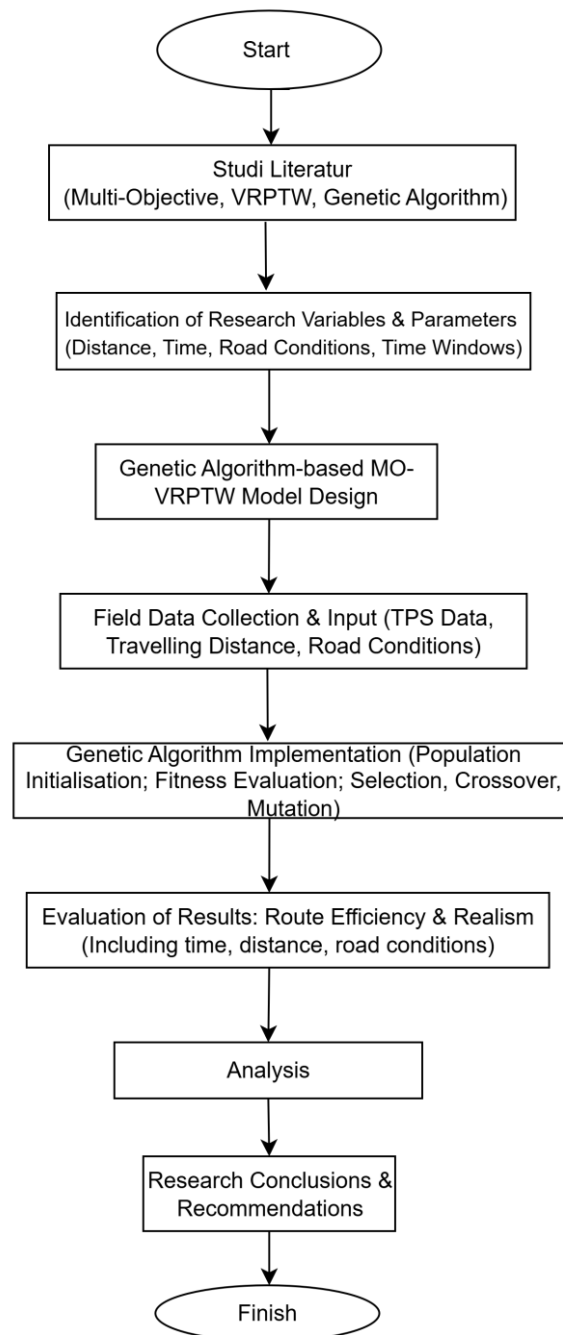 Start
Studi Literatur
(Multi-Objective, VRPTW, Genetic Algorithm)
Identification of Research Variables & Parameters
(Distance, Time, Road Conditions, Time Windows)
Genetic Algorithm-based MO-
VRPTW Model Design
Field Data Collection & Input (TPS Data,
Travelling Distance, Road Conditions)
Genetic Algorithm Implementation (Population
Initialisation; Fitness Evaluation; Selection, Crossover,
Mutation)
Evaluation of Results: Route Efficiency & Realism
(Including time, distance, road conditions)
Analysis
Research Conclusions &
Recommendations
Finish